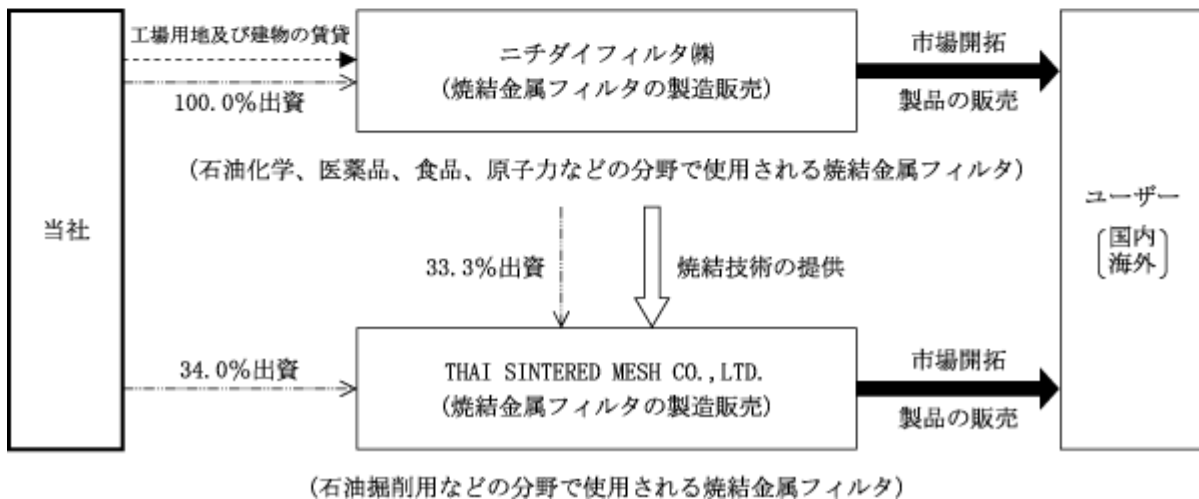 当社
工場用地及び建物の賃貸
100.0%出資
ニチダイフィルタ㈱
(焼結金属フィルタの製造販売)
市場開拓
製品の販売
(石油化学、医薬品、食品、原子力などの分野で使用される焼結金属フィルタ)
33.3%出資
焼結技術の提供
34.0%出資
THAI SINTERED MESH CO.,LTD.
(焼結金属フィルタの製造販売)
市場開拓
製品の販売
ユーザー
国内
海外
(石油掘削用などの分野で使用される焼結金属フィルタ)